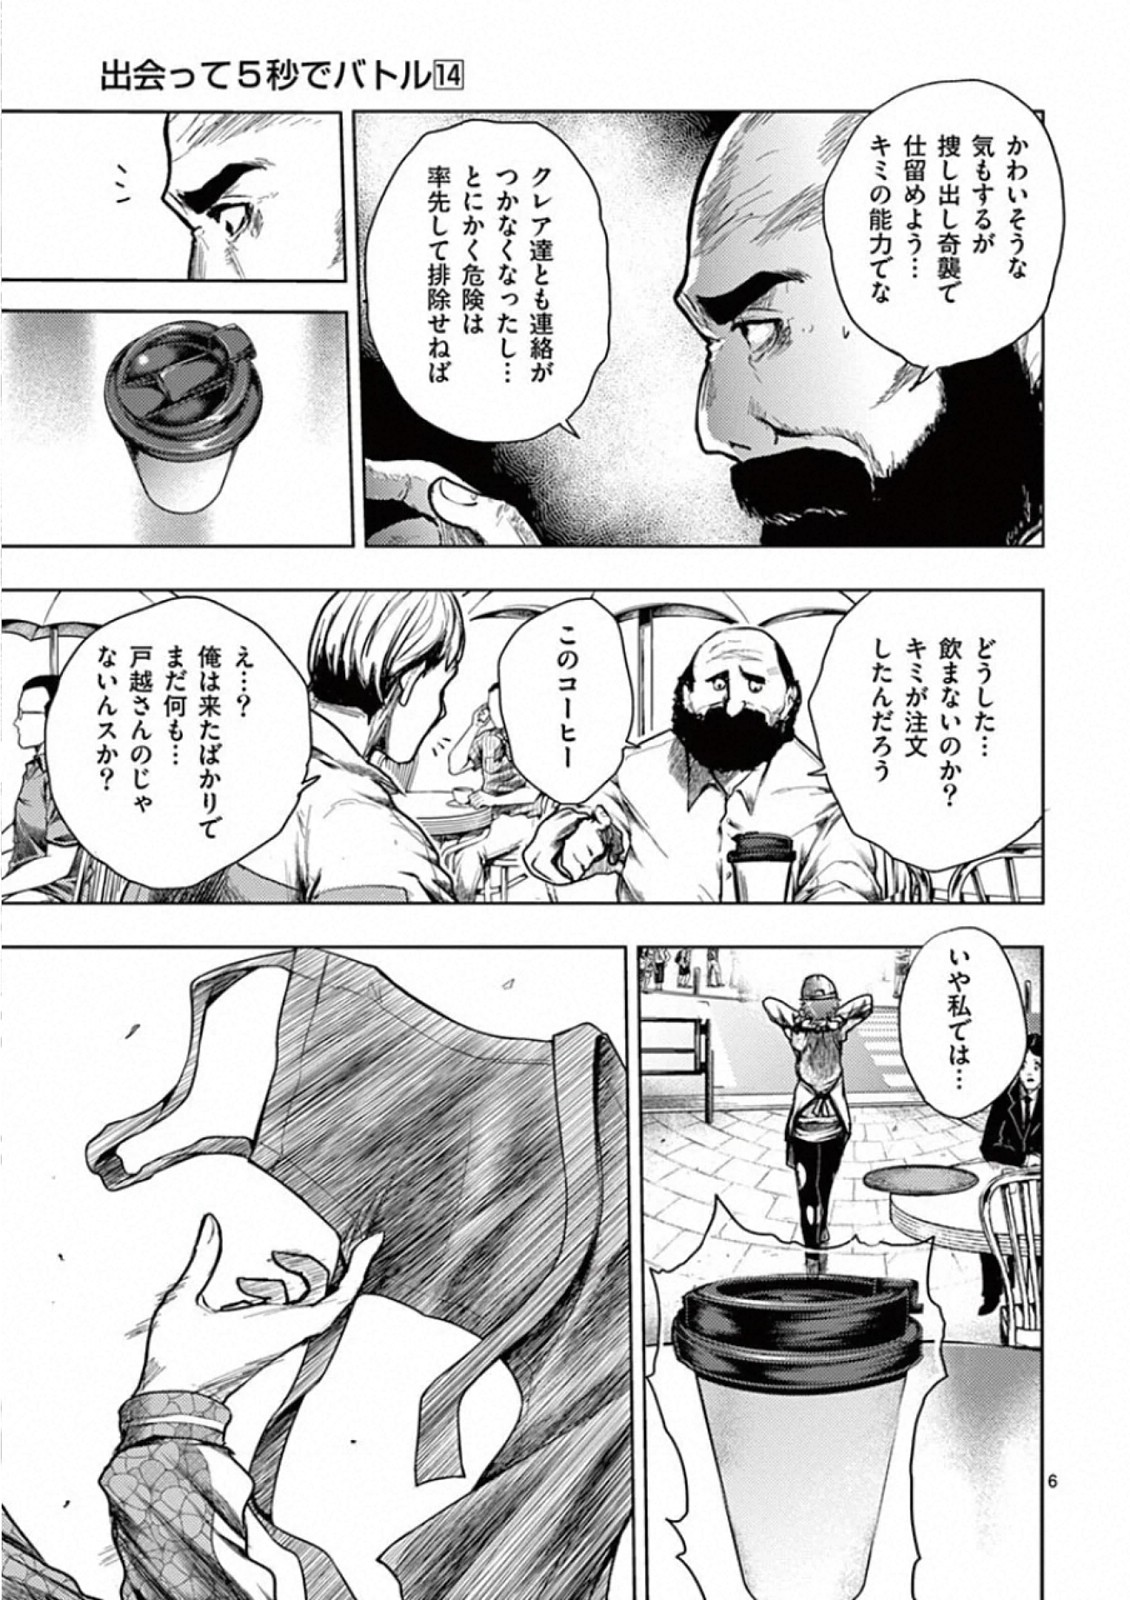 出会って5秒でバトル14
かわいそうな
気もするが
捜し出し奇襲で
仕留めよう…
キミの能力でな
クレア達とも連絡が
つかなくなったし…
とにかく危険は
率先して排除せねば
どうした…
飲まないのか?
キミが注文
したんだろう
このコーヒー
え…?
俺は来たばかりで
まだ何も…
戸越さんのじゃ
ないんスか?
いや私では…
6